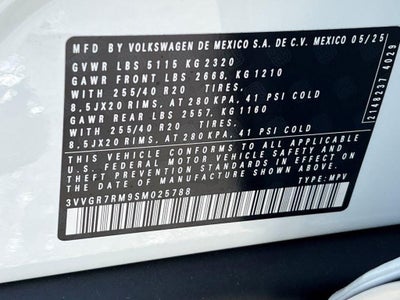 MFD BY VOLKSWAGEN DE MEXICO S.A. DE C.V. MEXICO 05/25
GVWR LBS 5115 KG 2320
GAWR FRONT LBS 2668, KG 1210
WITH 255/40 R20 TIRES,
8.5JX20 RIMS, AT 280 KPA, 41 PSI COLD
GAWR REAR LBS 2557, KG 1160
WITH 255/40 R20 TIRES,
8.5JX20 RIMS, AT 280 KPA, 41 PSI COLD
THIS VEHICLE CONFORMS TO ALL APPLICABLE
U.S. FEDERAL MOTOR VEHICLE SAFETY AND
THEFT PREVENTION STANDARDS IN EFFECT ON
THE DATE OF MANUFACTURE SHOWN ABOVE.
3VVGR7RM9SM025788 TYPE: MPV
2148237 4029